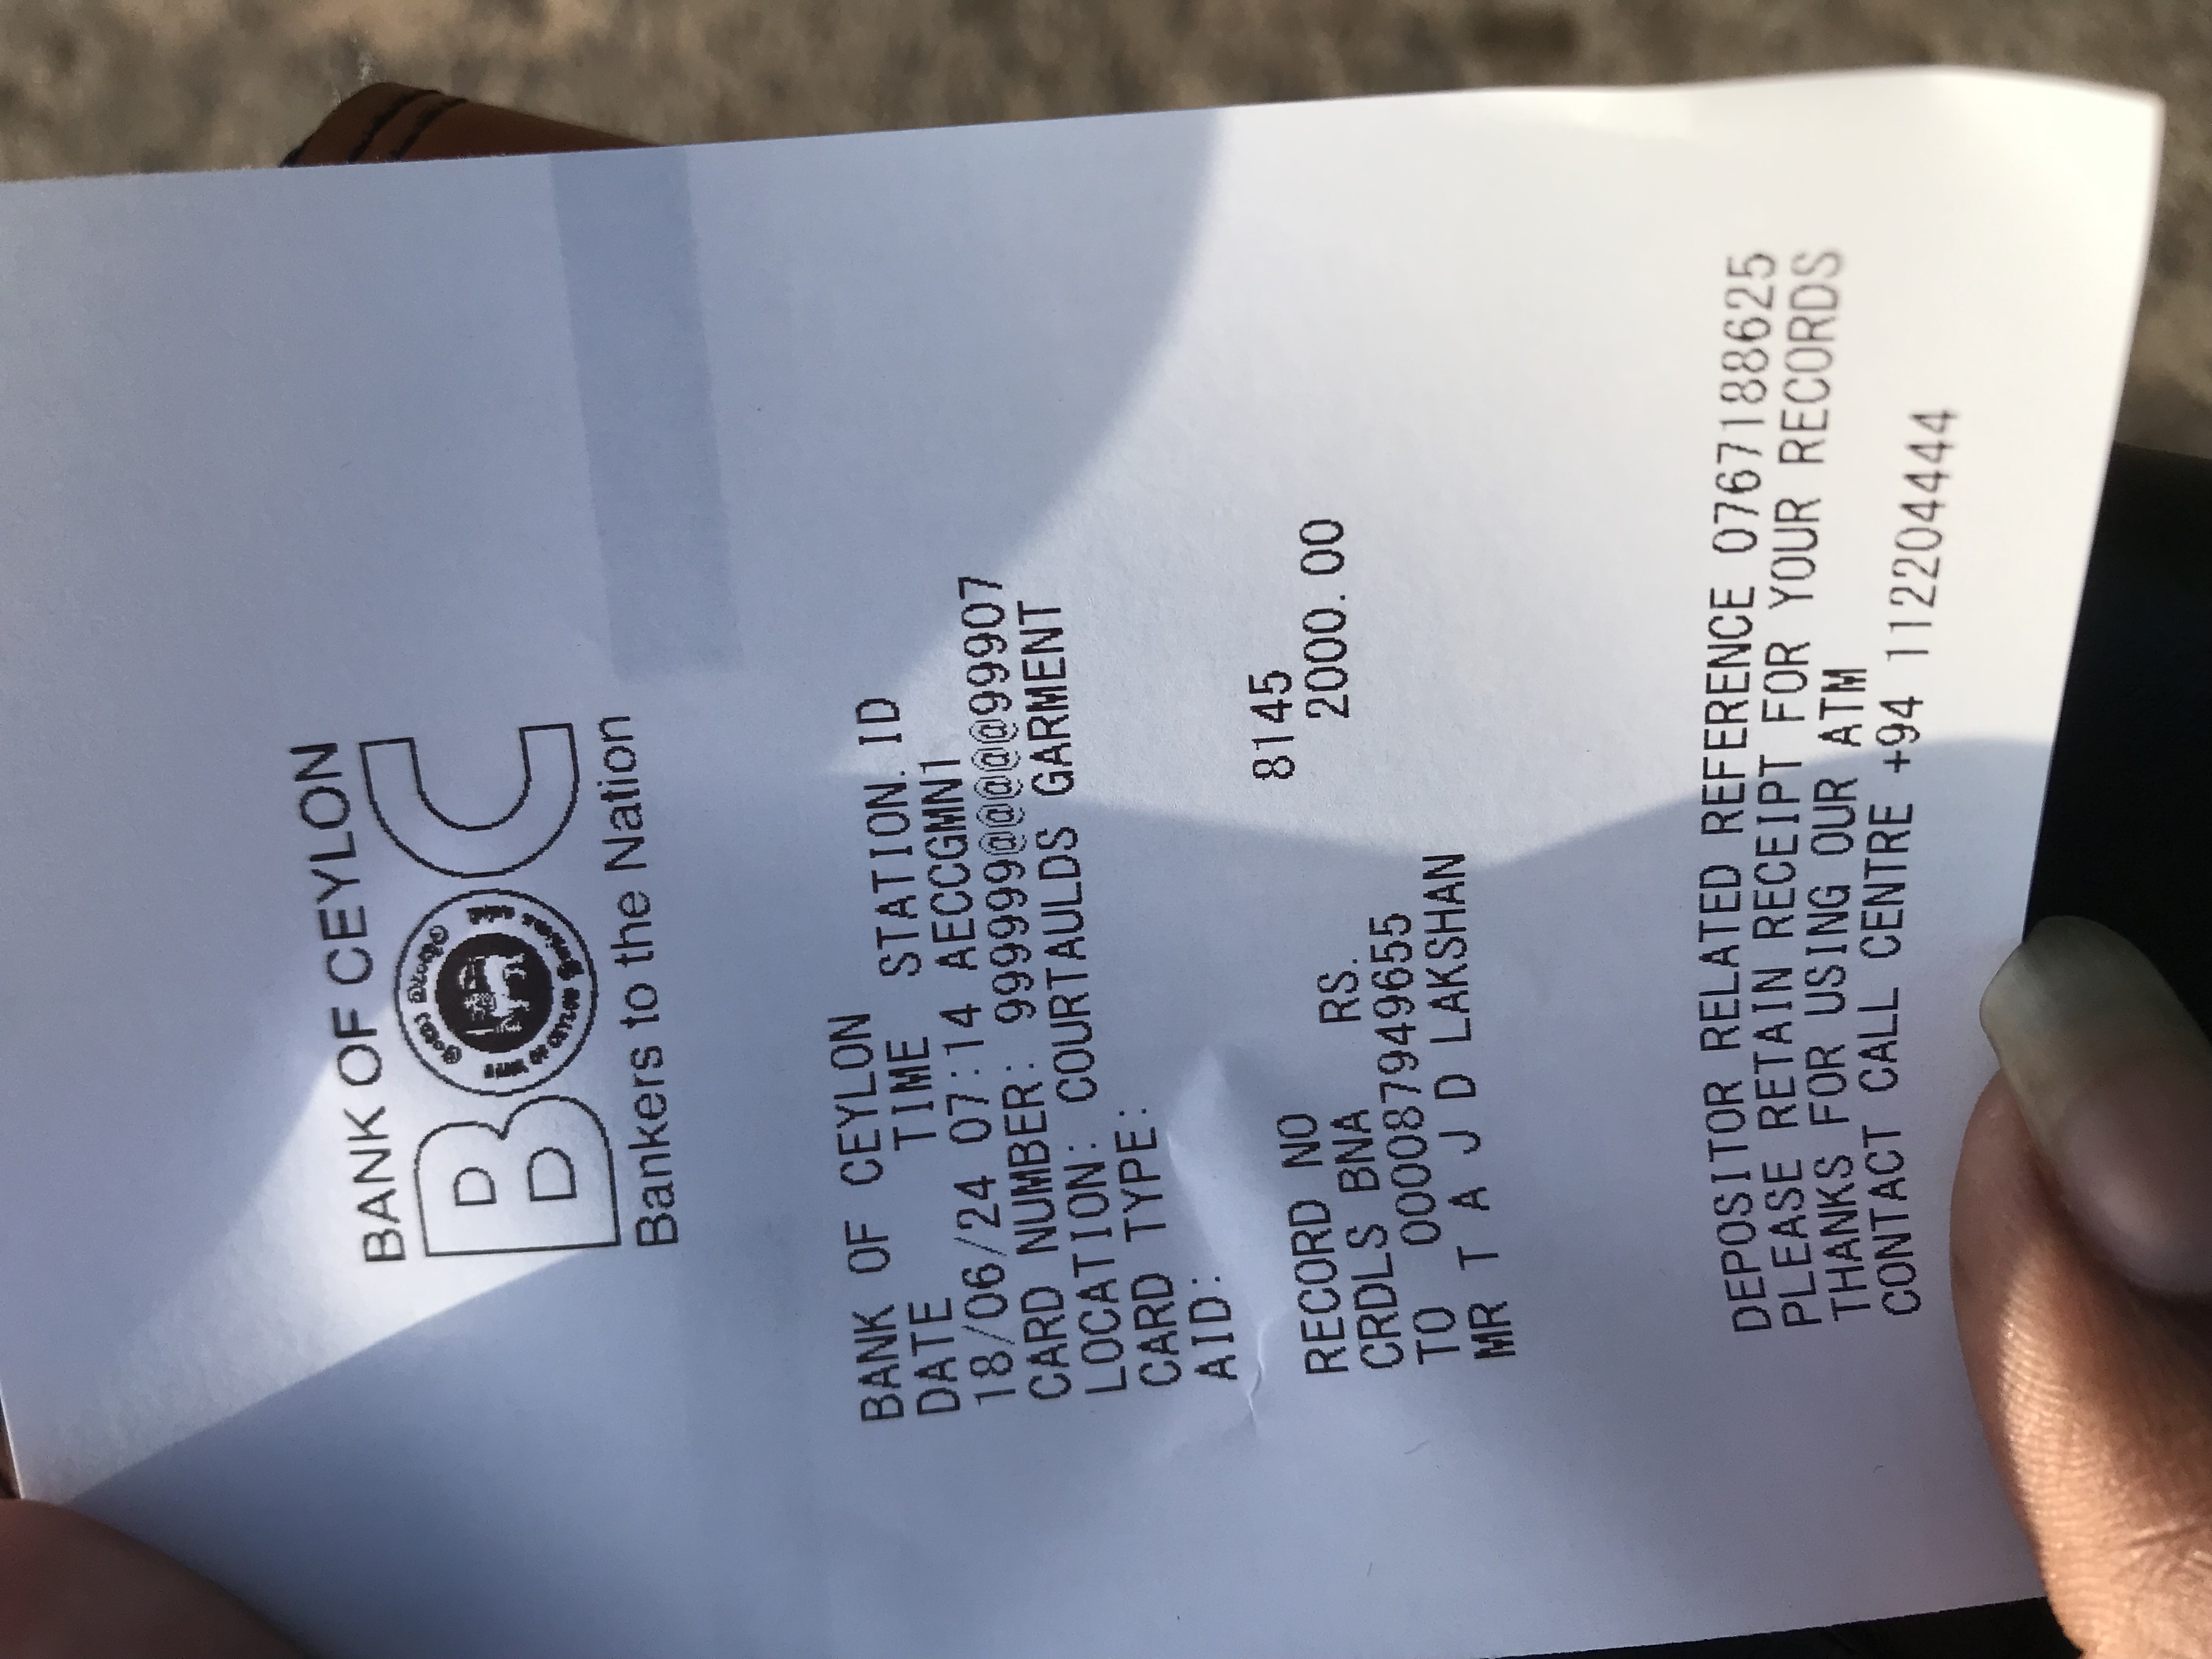 BANK OF CEYLON
BOC
Bankers to the Nation
BANK OF CEYLON
DATE TIME STATION.ID
18/06/24 07:14 AECCGMN1
CARD NUMBER: 999999@@@@@@99907
LOCATION: COURTAULDS GARMENT
CARD TYPE:
AID:
RECORD NO 8145
CRDLS BNA RS. 2000.00
TO 000087949655
MR T A J D LAKSHAN
DEPOSITOR RELATED REFERENCE 0767188625
PLEASE RETAIN RECEIPT FOR YOUR RECORDS
THANKS FOR USING OUR ATM
CONTACT CALL CENTRE +94 112204444